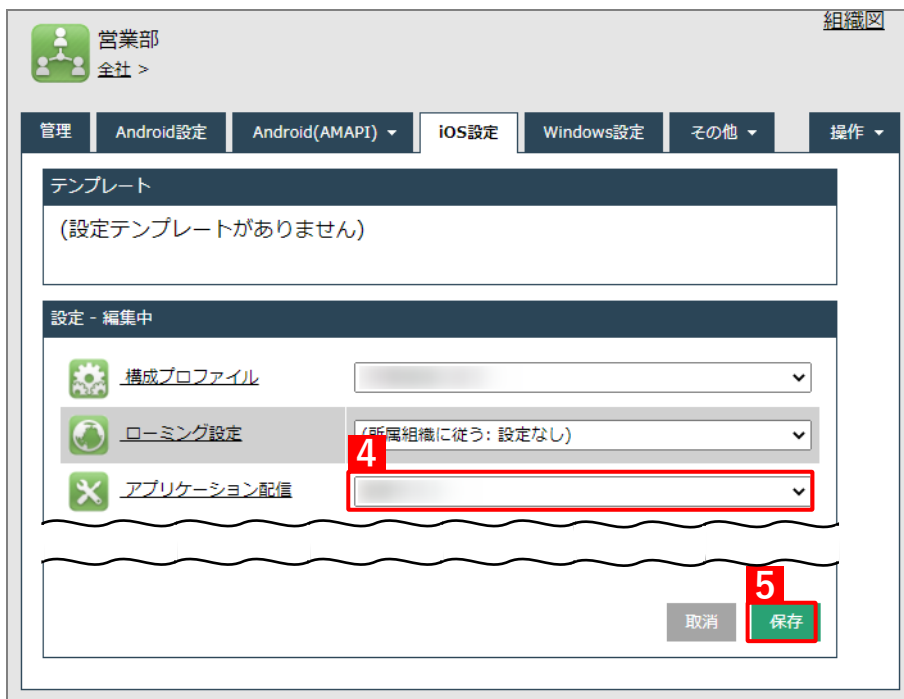 組織図
営業部
全社 >
管理 Android設定 Android(AMAPI) iOS設定 Windows設定 その他 操作
テンプレート
(設定テンプレートがありません)
設定 - 編集中
構成プロファイル
ローミング設定 (所属組織に従う: 設定なし)
4
アプリケーション配信
5
取消 保存